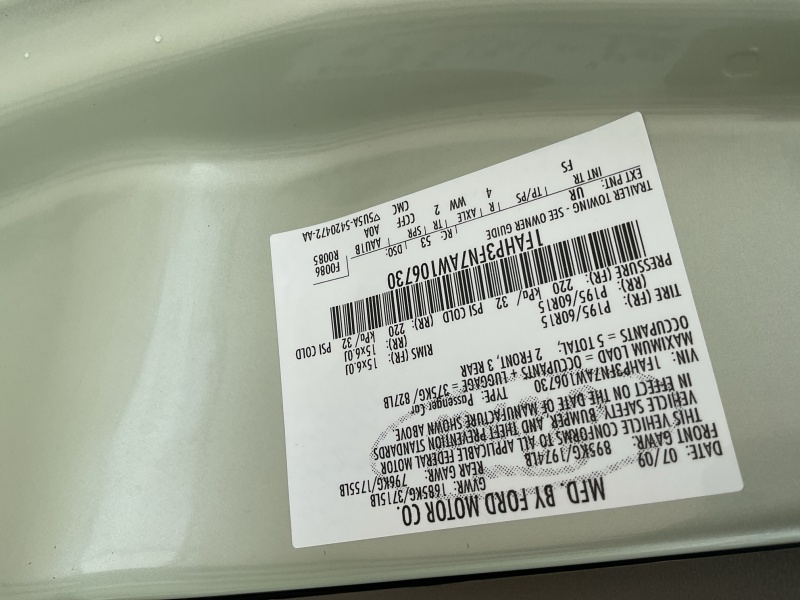 MFD. BY FORD MOTOR CO.
DATE: 07/09 GVWR: 1685KG/3715LB
FRONT GAWR: 895KG/1974LB REAR GAWR: 796KG/1755LB
THIS VEHICLE CONFORMS TO ALL APPLICABLE FEDERAL MOTOR
VEHICLE SAFETY, BUMPER AND THEFT PREVENTION STANDARDS
IN EFFECT ON THE DATE OF MANUFACTURE SHOWN ABOVE
VIN: 1FAHP3FN7AW106730 TYPE: Passenger Car
MAXIMUM LOAD = OCCUPANTS + LUGGAGE = 375KG/827LB
OCCUPANTS = 5 TOTAL, 2 FRONT, 3 REAR
TIRE (FR): P195/60R15 RIMS (FR): 15x6.0J
(RR): P195/60R15 (RR): 15x6.0J
PRESSURE (FR): 220 kPa/ 32 PSI COLD (RR) 220 kPa/32 PSI COLD
1FAHP3FN7AW106730
TRAILER TOWING - SEE OWNER GUIDE
F0086
R0085
EXT PNT: UR RC: 53 DSO:
INT TR TP/PS R AXLE TR SPR AAU1B
FS 4 WW 2 CCFF AOA
CMC ▽5U5A-5420472-AA